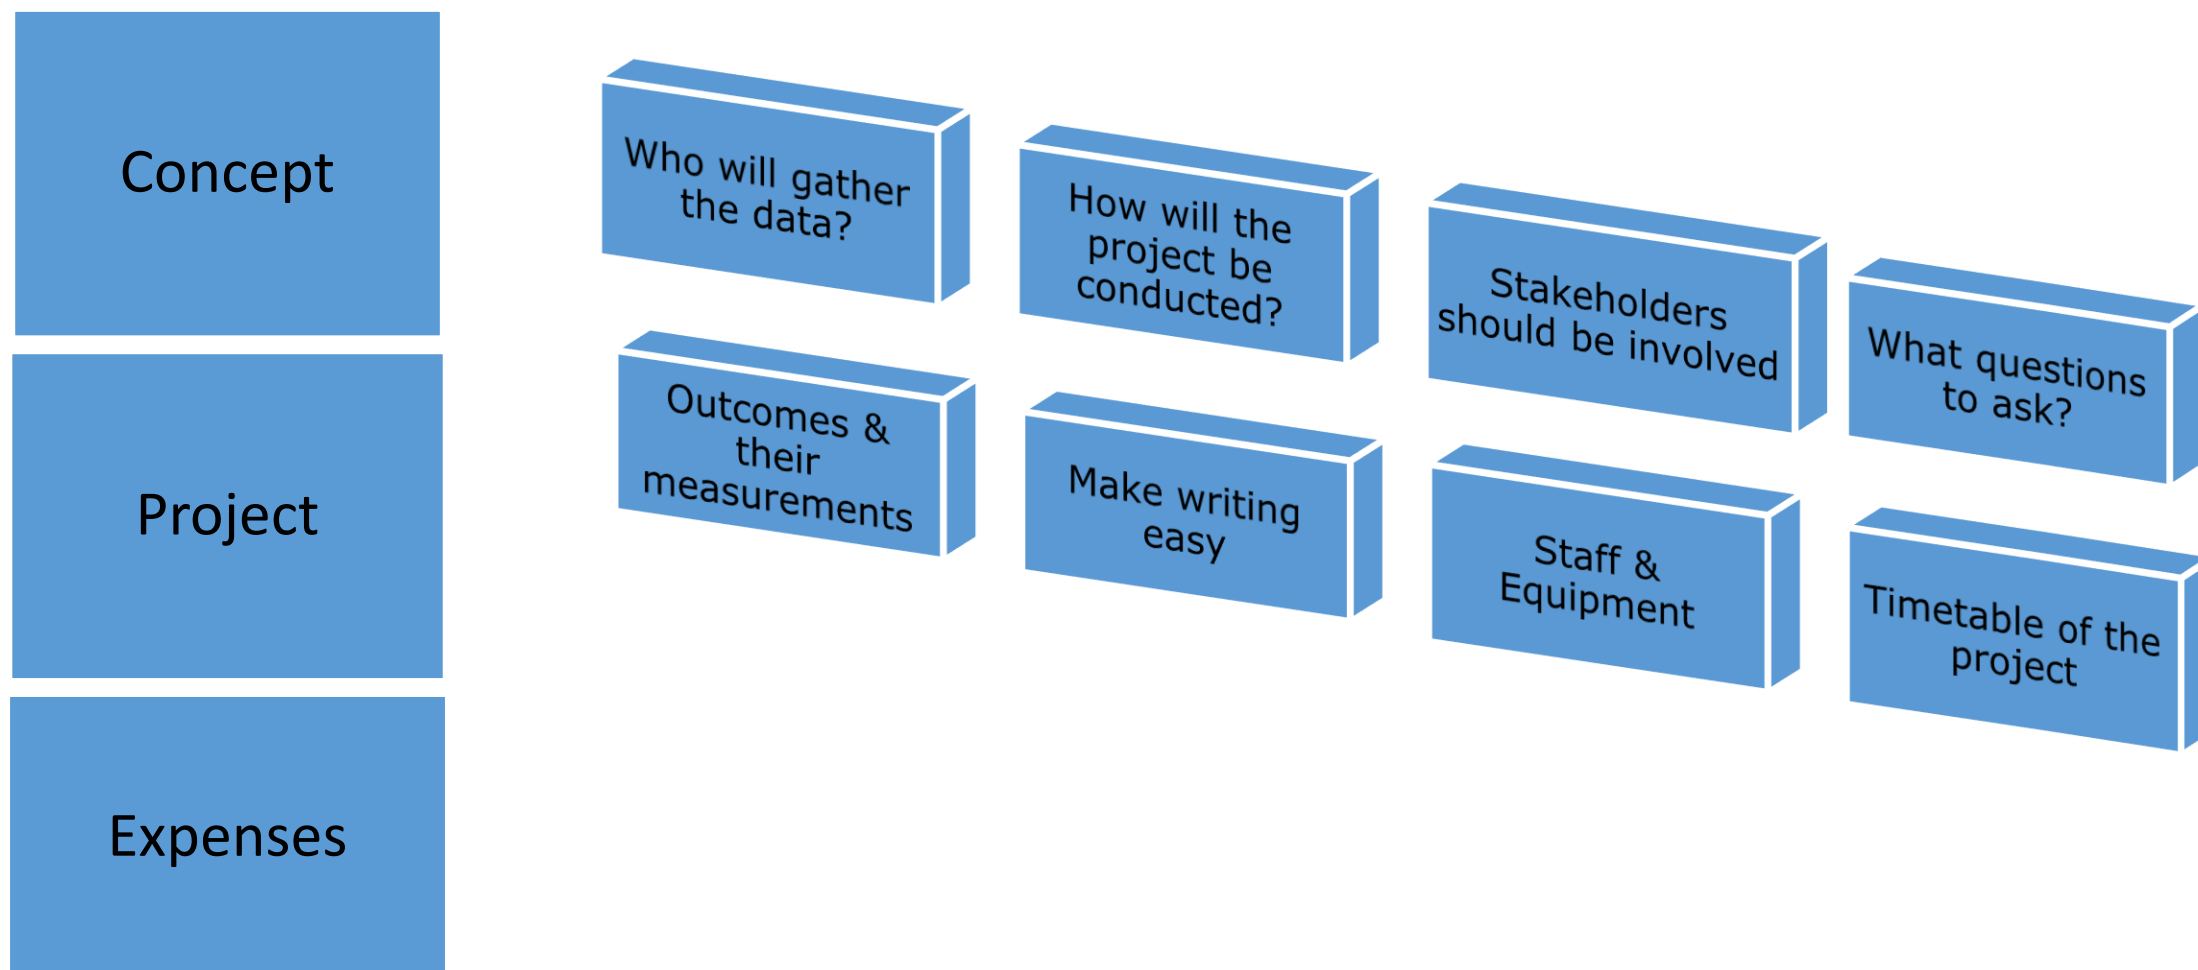 Concept
Project
Expenses
Who will gather
the data?
How will the
project be
conducted?
Stakeholders
should be involved
What questions
to ask?
Outcomes &
their
measurements
Make writing
easy
Staff &
Equipment
Timetable of the
project